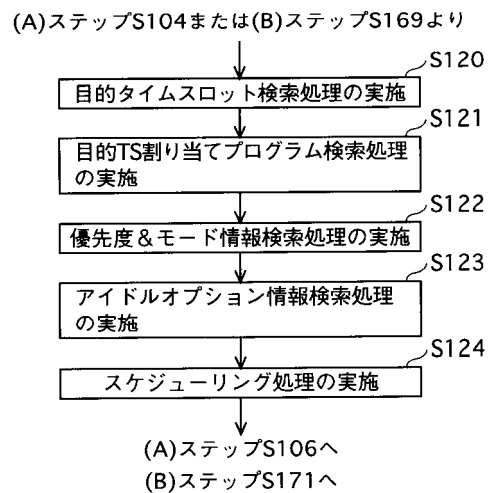 (A)ステップS104または(B)ステップS169より
S120
目的タイムスロット検索処理の実施
S121
目的TS割り当てプログラム検索処理
の実施
S122
優先度&モード情報検索処理の実施
S123
アイドルオプション情報検索処理
の実施
S124
スケジューリング処理の実施
(A)ステップS106へ
(B)ステップS171へ